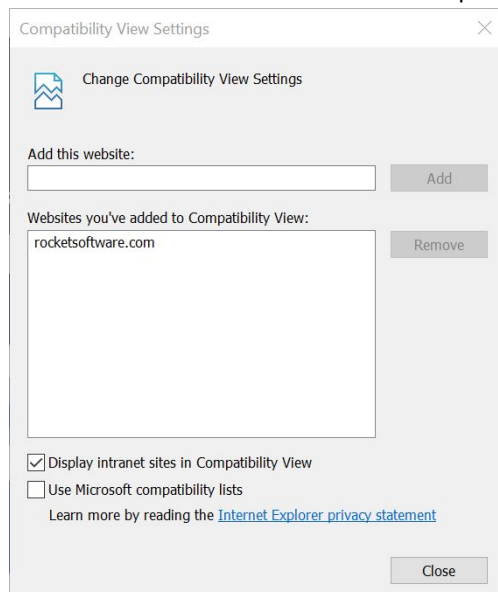 Compatibility View Settings
Change Compatibility View Settings
Add this website:
Add
Websites you've added to Compatibility View:
rocketsoftware.com
Remove
Display intranet sites in Compatibility View
Use Microsoft compatibility lists
Learn more by reading the Internet Explorer privacy statement
Close